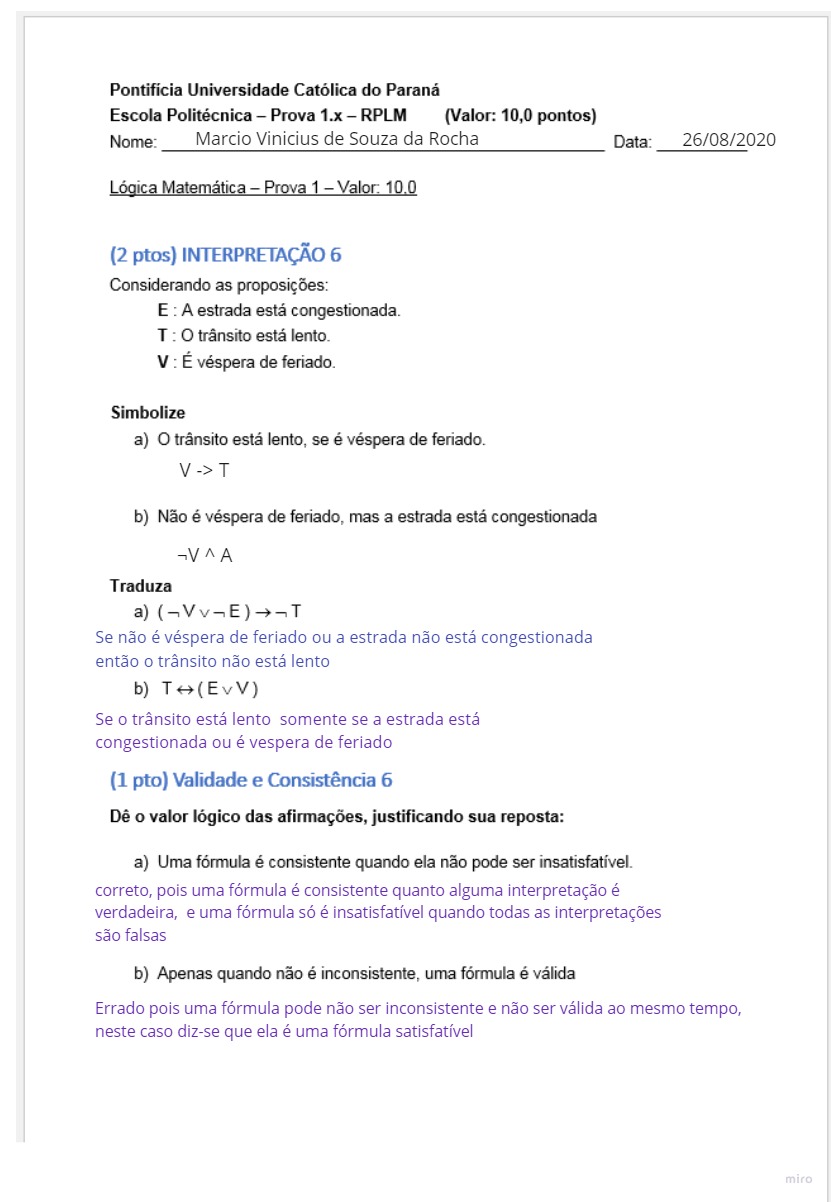 Pontifícia Universidade Católica do Paraná
Escola Politécnica – Prova 1.x – RPLM (Valor: 10,0 pontos)
Nome: Marcio Vinicius de Souza da Rocha Data: 26/08/2020
Lógica Matemática – Prova 1 – Valor: 10,0
(2 ptos) INTERPRETAÇÃO 6
Considerando as proposições:
E : A estrada está congestionada.
T : O trânsito está lento.
V : É véspera de feriado.
Simbolize
a) O trânsito está lento, se é véspera de feriado.
V -> T
b) Não é véspera de feriado, mas a estrada está congestionada
¬V ^ A
Traduza
a) ( ¬ V ∨ ¬ E ) → ¬ T
Se não é véspera de feriado ou a estrada não está congestionada
então o trânsito não está lento
b) T ↔ ( E ∨ V )
Se o trânsito está lento somente se a estrada está
congestionada ou é vespera de feriado
(1 pto) Validade e Consistência 6
Dê o valor lógico das afirmações, justificando sua reposta:
a) Uma fórmula é consistente quando ela não pode ser insatisfatível.
correto, pois uma fórmula é consistente quanto alguma interpretação é
verdadeira, e uma fórmula só é insatisfatível quando todas as interpretações
são falsas
b) Apenas quando não é inconsistente, uma fórmula é válida
Errado pois uma fórmula pode não ser inconsistente e não ser válida ao mesmo tempo,
neste caso diz-se que ela é uma fórmula satisfatível
miro